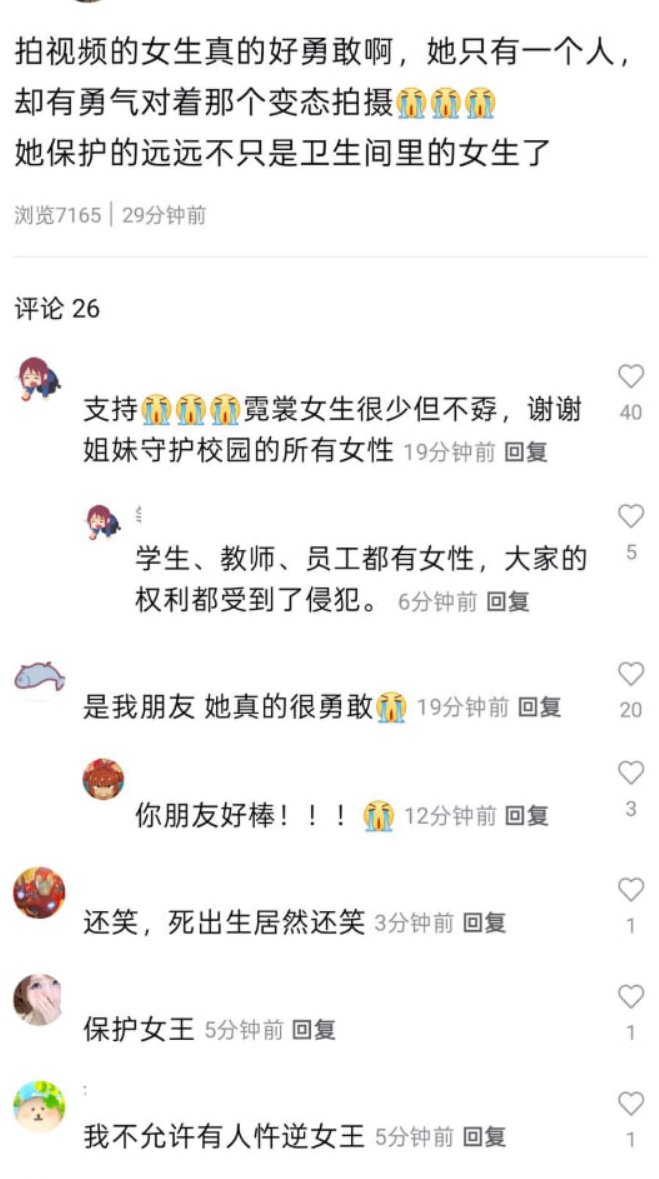 拍视频的女生真的好勇敢啊，她只有一个人，
却有勇气对着那个变态拍摄😭😭😭
她保护的远远不只是卫生间里的女生了
浏览7165 | 29分钟前
评论 26
支持😭😭😭霓裳女生很少但不孬，谢谢
40
姐妹守护校园的所有女性 19分钟前 回复
学生、教师、员工都有女性，大家的
5
权利都受到了侵犯。 6分钟前 回复
是我朋友 她真的很勇敢😭 19分钟前 回复
20
你朋友好棒！！！😭 12分钟前 回复
3
还笑，死出生居然还笑 3分钟前 回复
1
保护女王 5分钟前 回复
1
我不允许有人忤逆女王 5分钟前 回复
1